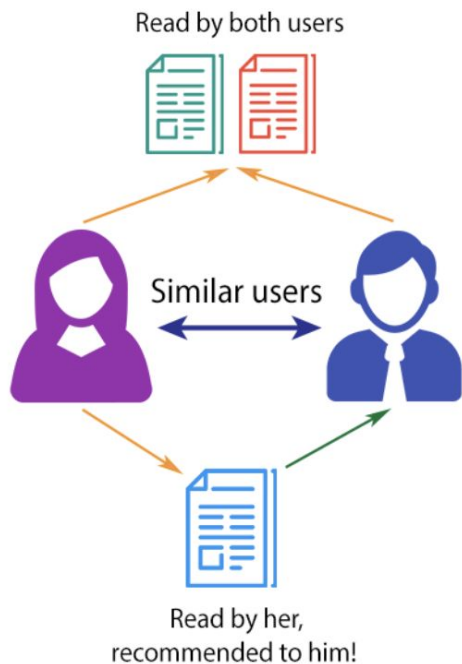 Read by both users
Similar users
Read by her,
recommended to him!